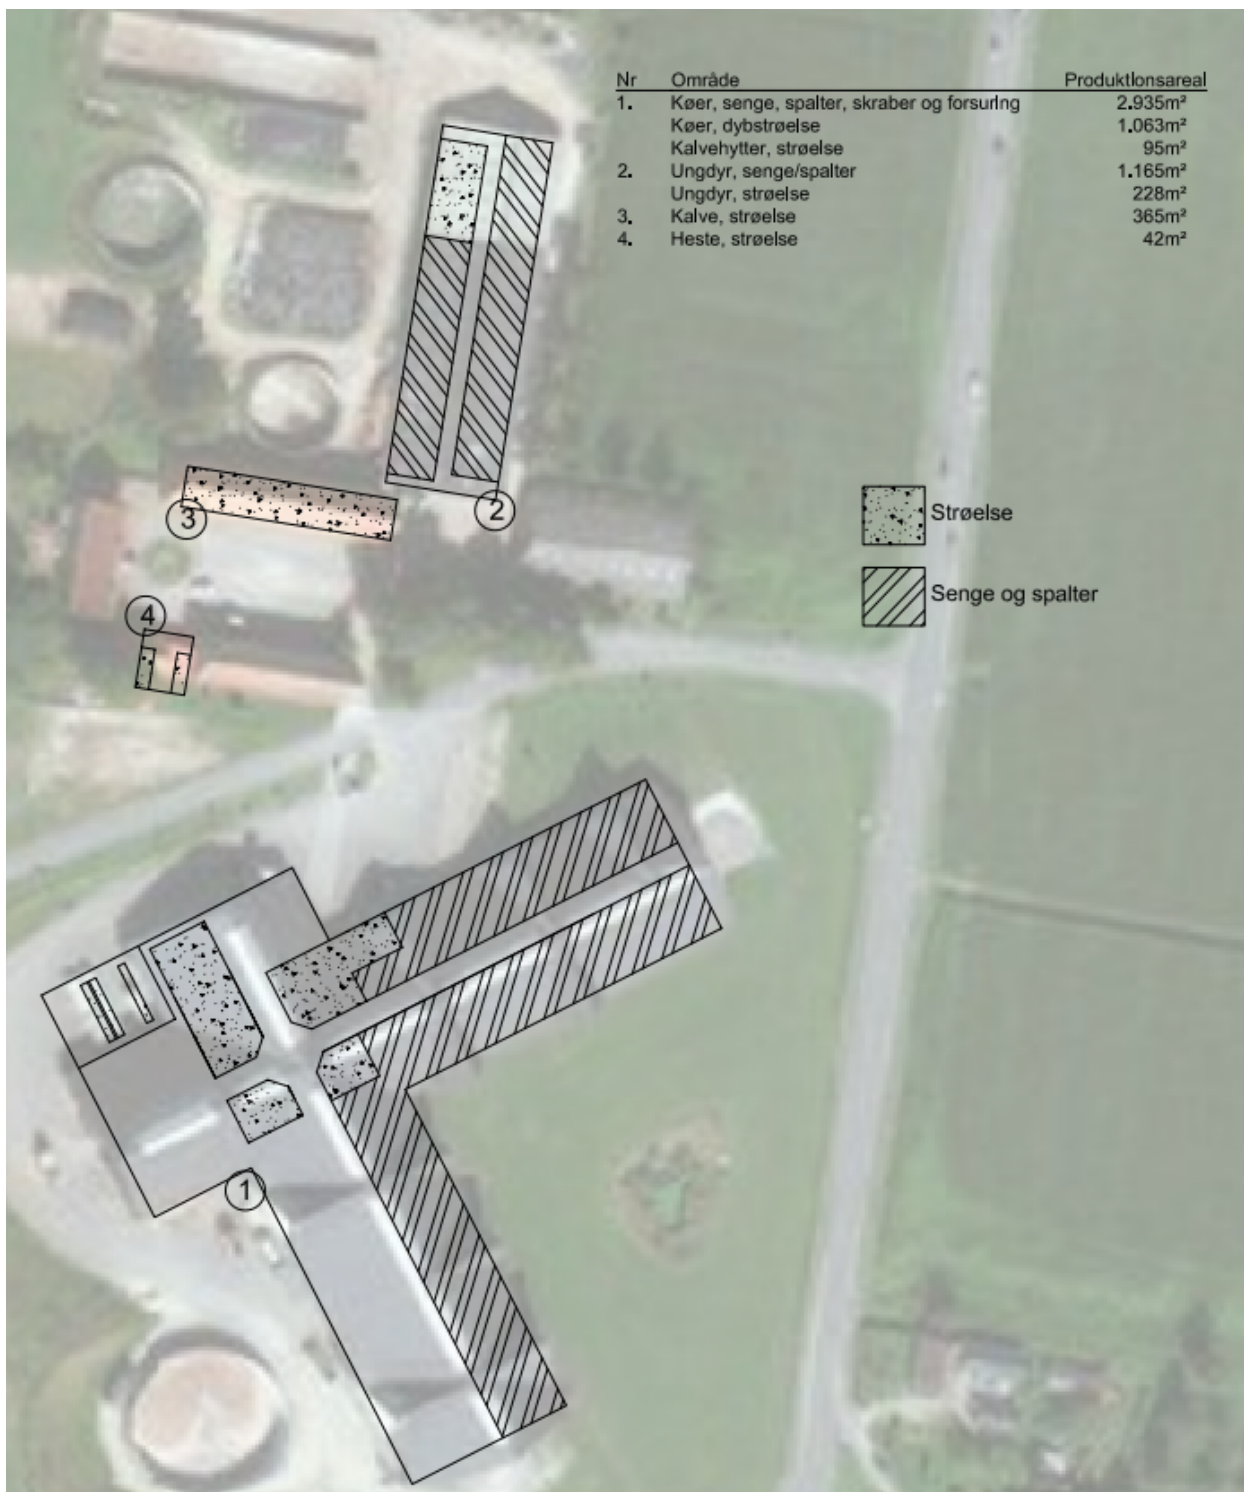 Nr Område Produktionsareal
1. Køer, senge, spalter, skraber og forsuring 2.935m²
Køer, dybstrøelse 1.063m²
Kalvehytter, strøelse 95m²
2. Ungdyr, senge/spalter 1.165m²
Ungdyr, strøelse 228m²
3. Kalve, strøelse 365m²
4. Heste, strøelse 42m²
3
2
Strøelse
Senge og spalter
4
1